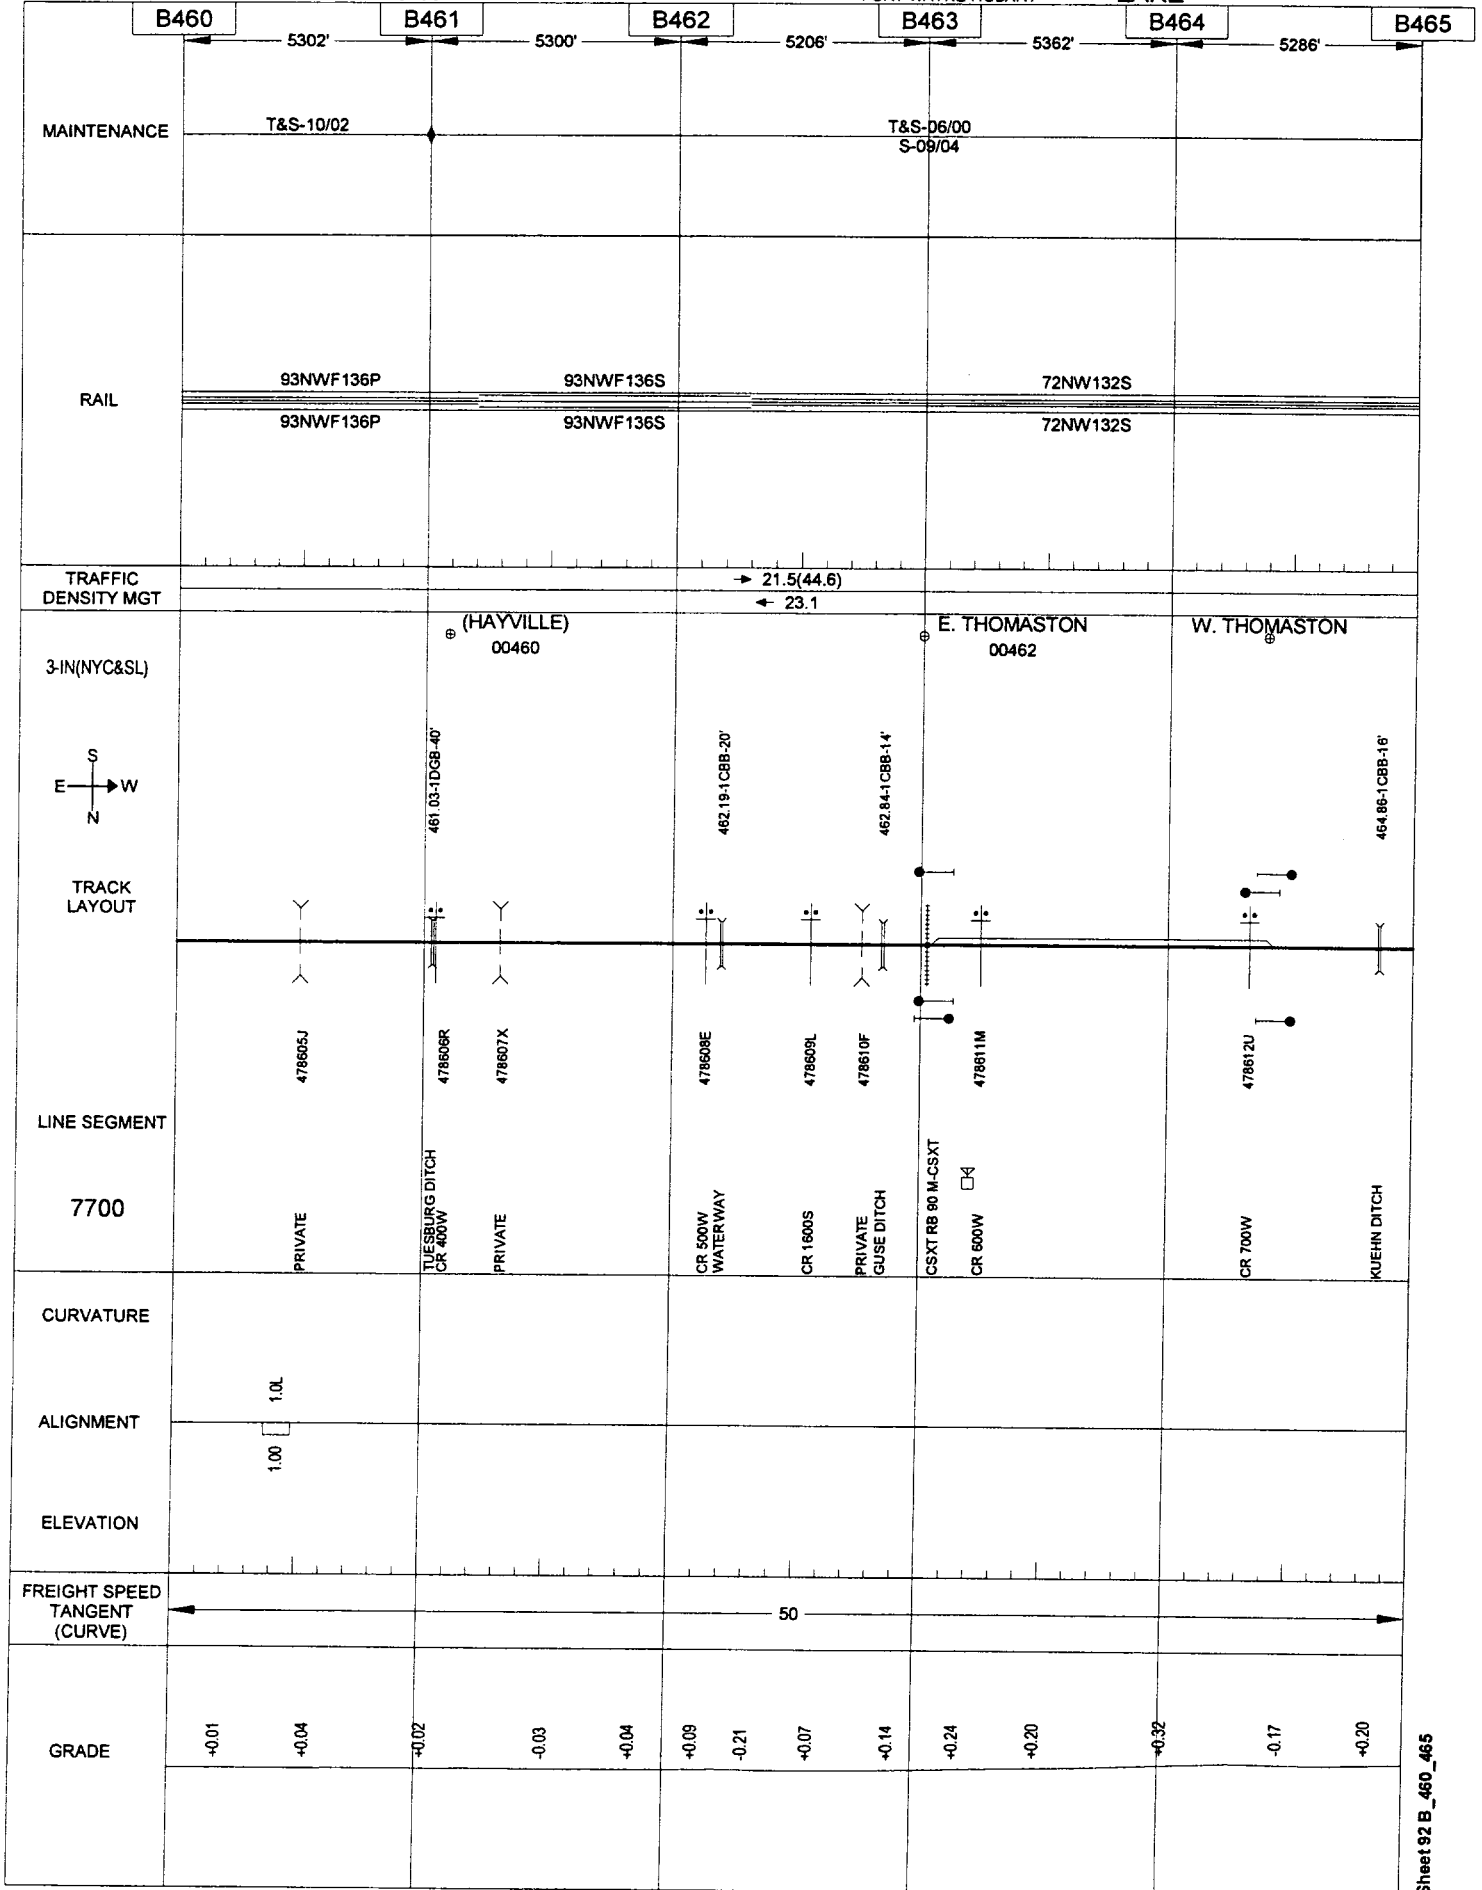 B460 B461 B462 B463 B464 B465
5302' 5300' 5206' 5362' 5286'
MAINTENANCE
T&S-10/02
T&S-06/00
S-09/04
RAIL
93NWF136P 93NWF136S 72NW132S
93NWF136P 93NWF136S 72NW132S
TRAFFIC
DENSITY MGT
→ 21.5(44.6)
← 23.1
(HAYVILLE)
00460
E. THOMASTON
00462
W. THOMASTON
3-IN(NYC&SL)
S
E W
N
461.03-1DGB-40'
462.19-1CBB-20'
462.84-1CBB-14'
464.86-1CBB-16'
TRACK
LAYOUT
478605J
478606R
478607X
478608E
478609L
478610F
478611M
478612U
LINE SEGMENT
7700
PRIVATE
TUESBURG DITCH
CR 400W
PRIVATE
CR 500W
WATERWAY
CR 1600S
PRIVATE
GUSE DITCH
CSXT RB 90 M-CSXT
CR 600W
CR 700W
KUEHN DITCH
CURVATURE
1.0L
ALIGNMENT
1.00
ELEVATION
FREIGHT SPEED
TANGENT
(CURVE)
50
GRADE
+0.01
+0.04
+0.02
-0.03
+0.04
+0.09
-0.21
+0.07
+0.14
+0.24
+0.20
+0.32
-0.17
+0.20
Sheet 92 B_460_465